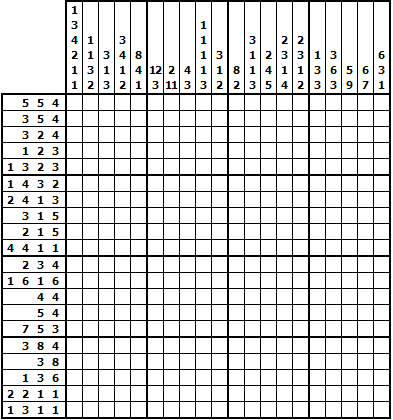 1
3 1
4 1 3 1 3 2 2
2 1 3 4 8 1 3 1 2 3 3 1 3 6
1 3 1 1 4 12 2 4 1 1 8 1 4 1 1 3 6 5 6 3
1 2 3 2 1 3 11 3 3 2 2 3 5 4 2 3 3 9 7 1
5 5 4
3 5 4
3 2 4
1 2 3
1 3 2 3
1 4 3 2
2 4 1 3
3 1 5
2 1 5
4 4 1 1
2 3 4
1 6 1 6
4 4
5 4
7 5 3
3 8 4
3 8
1 3 6
2 2 1 1
1 3 1 1